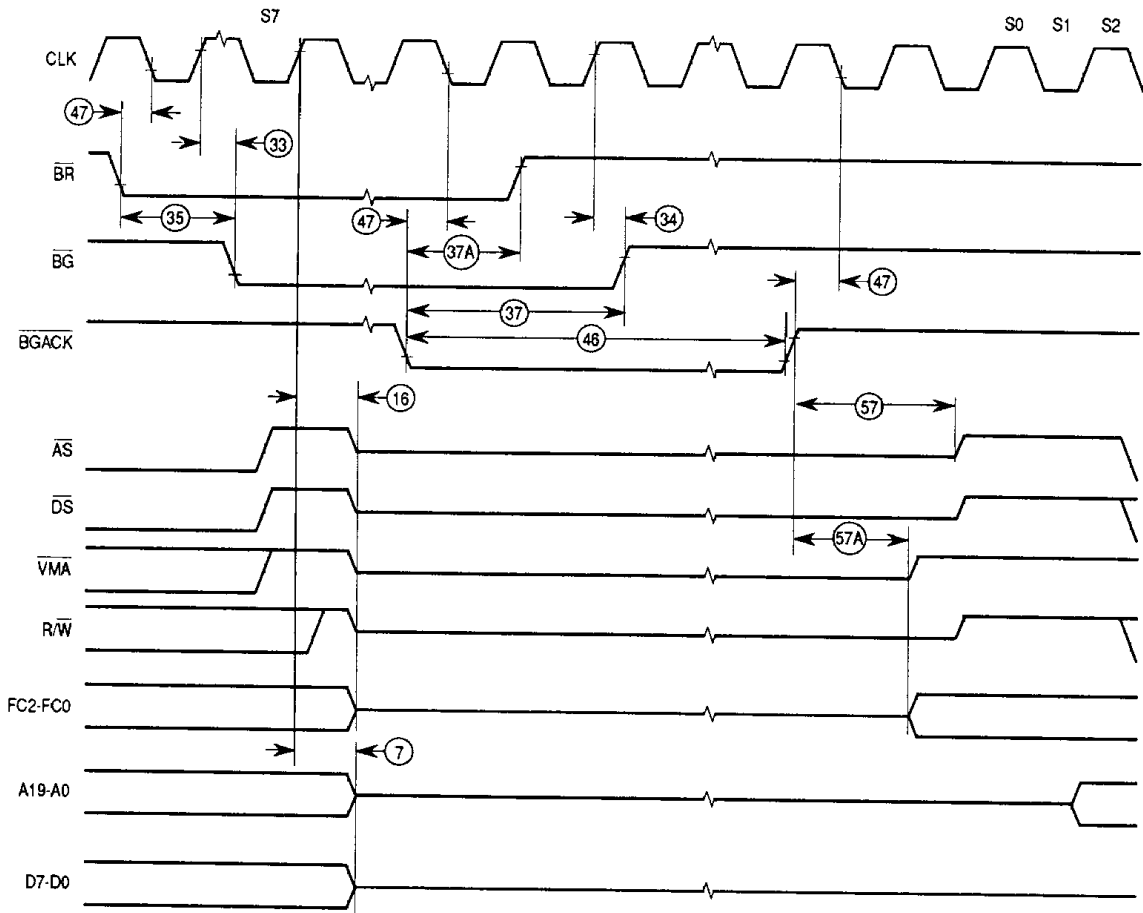 S7
S0 S1 S2
CLK
47
33
BR
35
47
34
37A
BG
47
37
BGACK
46
16
57
AS
DS
57A
VMA
R/W
FC2-FC0
7
A19-A0
D7-D0